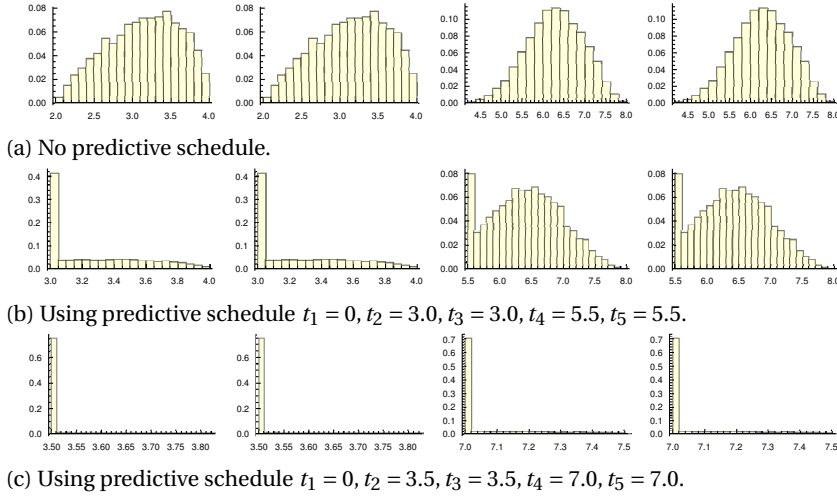 0.08 0.08 0.10 0.10
0.06 0.06 0.08 0.08
0.04 0.04 0.06 0.06
0.02 0.02 0.04 0.04
0.02 0.02
0.00 0.00 0.00 0.00
2.0 2.5 3.0 3.5 4.0 2.0 2.5 3.0 3.5 4.0 4.5 5.0 5.5 6.0 6.5 7.0 7.5 8.0 4.5 5.0 5.5 6.0 6.5 7.0 7.5 8.0
(a) No predictive schedule.
0.4 0.4 0.08 0.08
0.3 0.3 0.06 0.06
0.2 0.2 0.04 0.04
0.1 0.1 0.02 0.02
0.0 0.0 0.00 0.00
3.0 3.2 3.4 3.6 3.8 4.0 3.0 3.2 3.4 3.6 3.8 4.0 5.5 6.0 6.5 7.0 7.5 8.0 5.5 6.0 6.5 7.0 7.5 8.0
(b) Using predictive schedule t₁ = 0, t₂ = 3.0, t₃ = 3.0, t₄ = 5.5, t₅ = 5.5.
0.7 0.7
0.6 0.6 0.6 0.6
0.5 0.5
0.4 0.4 0.4 0.4
0.3 0.3
0.2 0.2 0.2 0.2
0.1 0.1
0.0 0.0 0.0 0.0
3.50 3.55 3.60 3.65 3.70 3.75 3.80 3.50 3.55 3.60 3.65 3.70 3.75 3.80 7.0 7.1 7.2 7.3 7.4 7.5 7.0 7.1 7.2 7.3 7.4 7.5
(c) Using predictive schedule t₁ = 0, t₂ = 3.5, t₃ = 3.5, t₄ = 7.0, t₅ = 7.0.